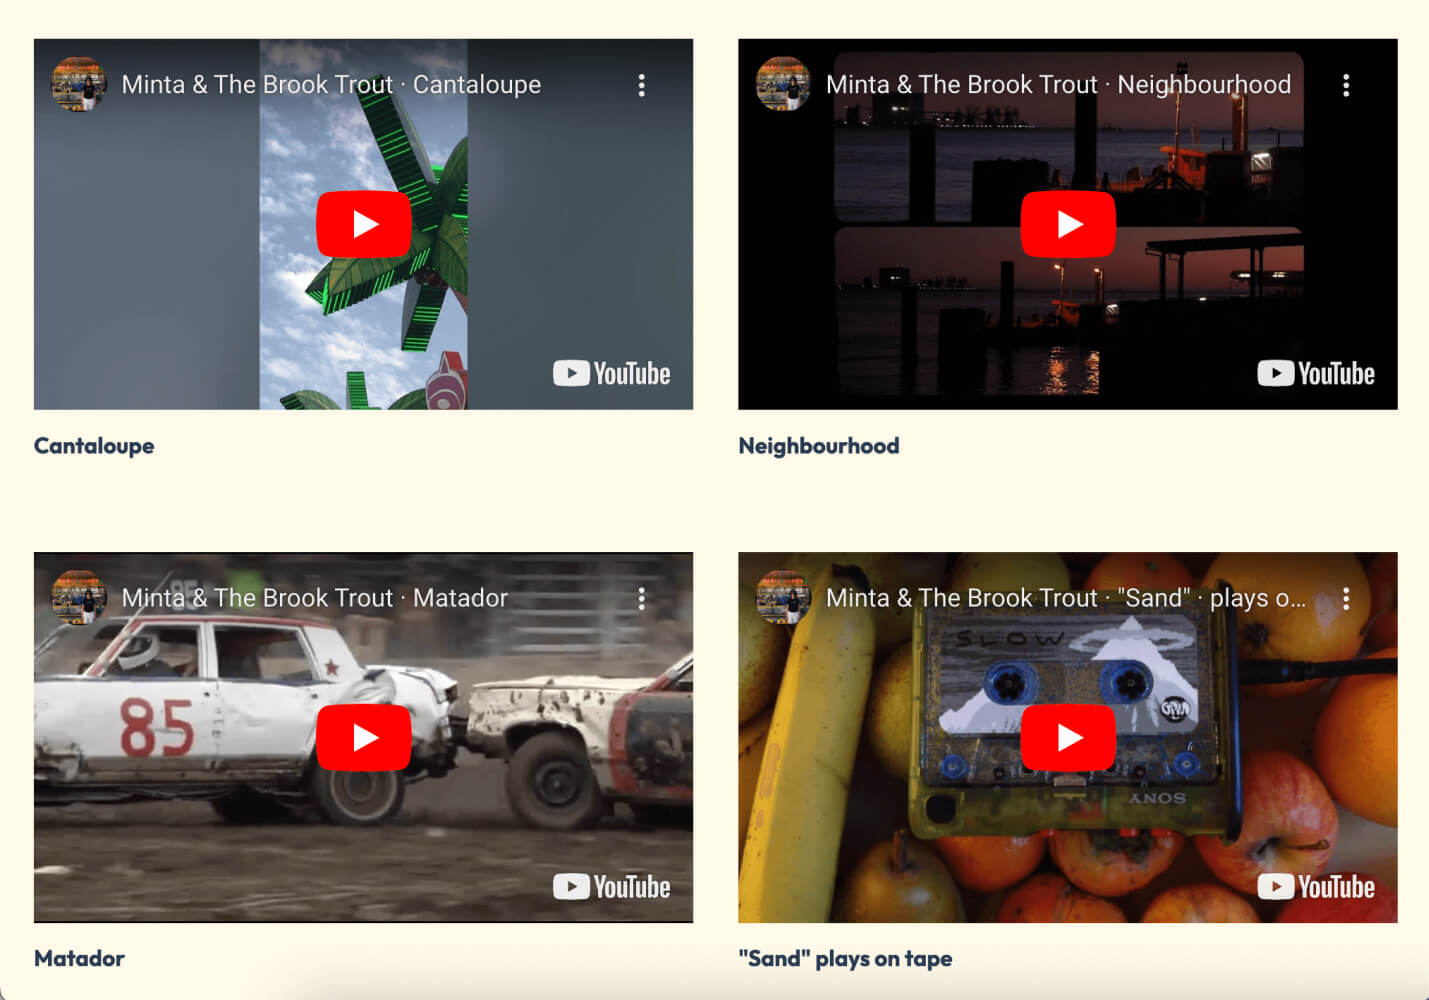 Minta & The Brook Trout · Cantaloupe
YouTube
Cantaloupe
Minta & The Brook Trout · Neighbourhood
YouTube
Neighbourhood
Minta & The Brook Trout · Matador
85
85
YouTube
Matador
Minta & The Brook Trout · "Sand" · plays o...
SLOW
SONY
YouTube
"Sand" plays on tape